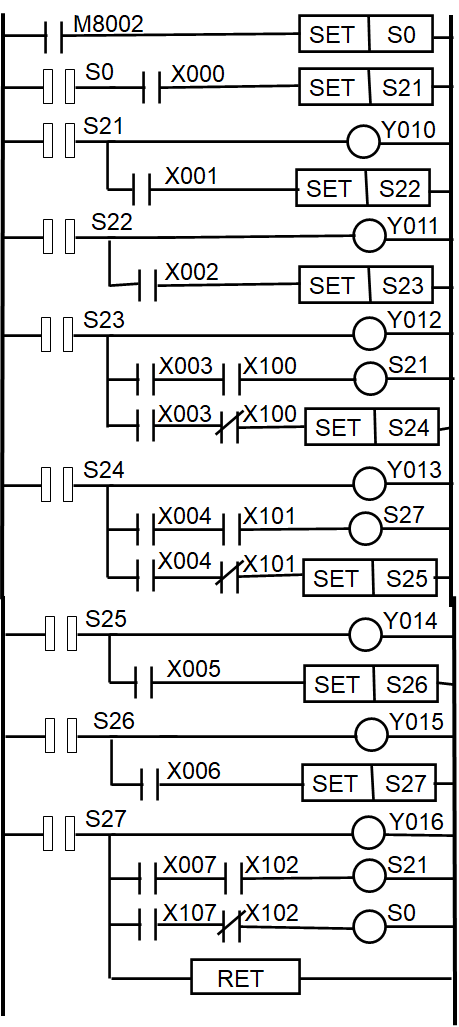 M8002 SET S0
S0 X000 SET S21
S21 Y010
X001 SET S22
S22 Y011
X002 SET S23
S23 Y012
X003 X100 S21
X003 X100 SET S24
S24 Y013
X004 X101 S27
X004 X101 SET S25
S25 Y014
X005 SET S26
S26 Y015
X006 SET S27
S27 Y016
X007 X102 S21
X107 X102 S0
RET